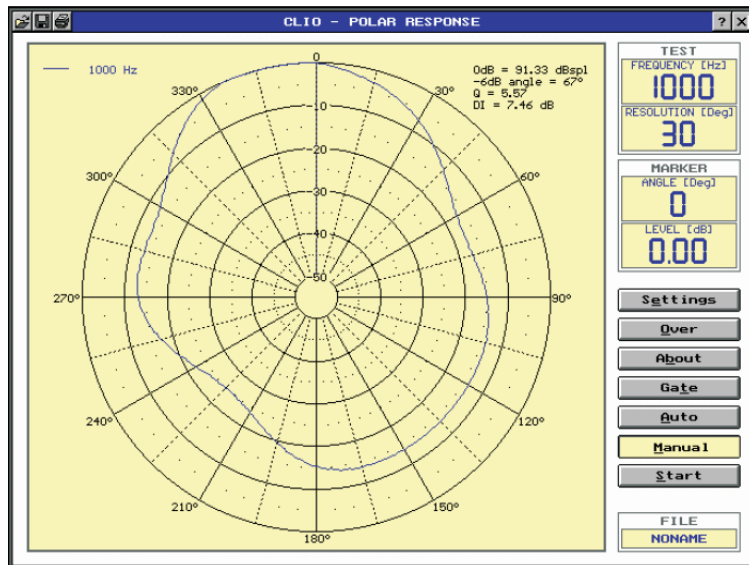 CLIO - POLAR RESPONSE
? ×
1000 Hz
0dB = 91.33 dBspl
-6dB angle = 67°
Q = 5.57
DI = 7.46 dB
0
-10
-20
-30
-40
-50
30°
60°
90°
120°
150°
180°
210°
240°
270°
300°
330°
TEST
FREQUENCY [Hz]
1000
RESOLUTION [Deg]
30
MARKER
ANGLE [Deg]
0
LEVEL [dB]
0.00
Settings
Over
About
Gate
Auto
Manual
Start
FILE
NONAME